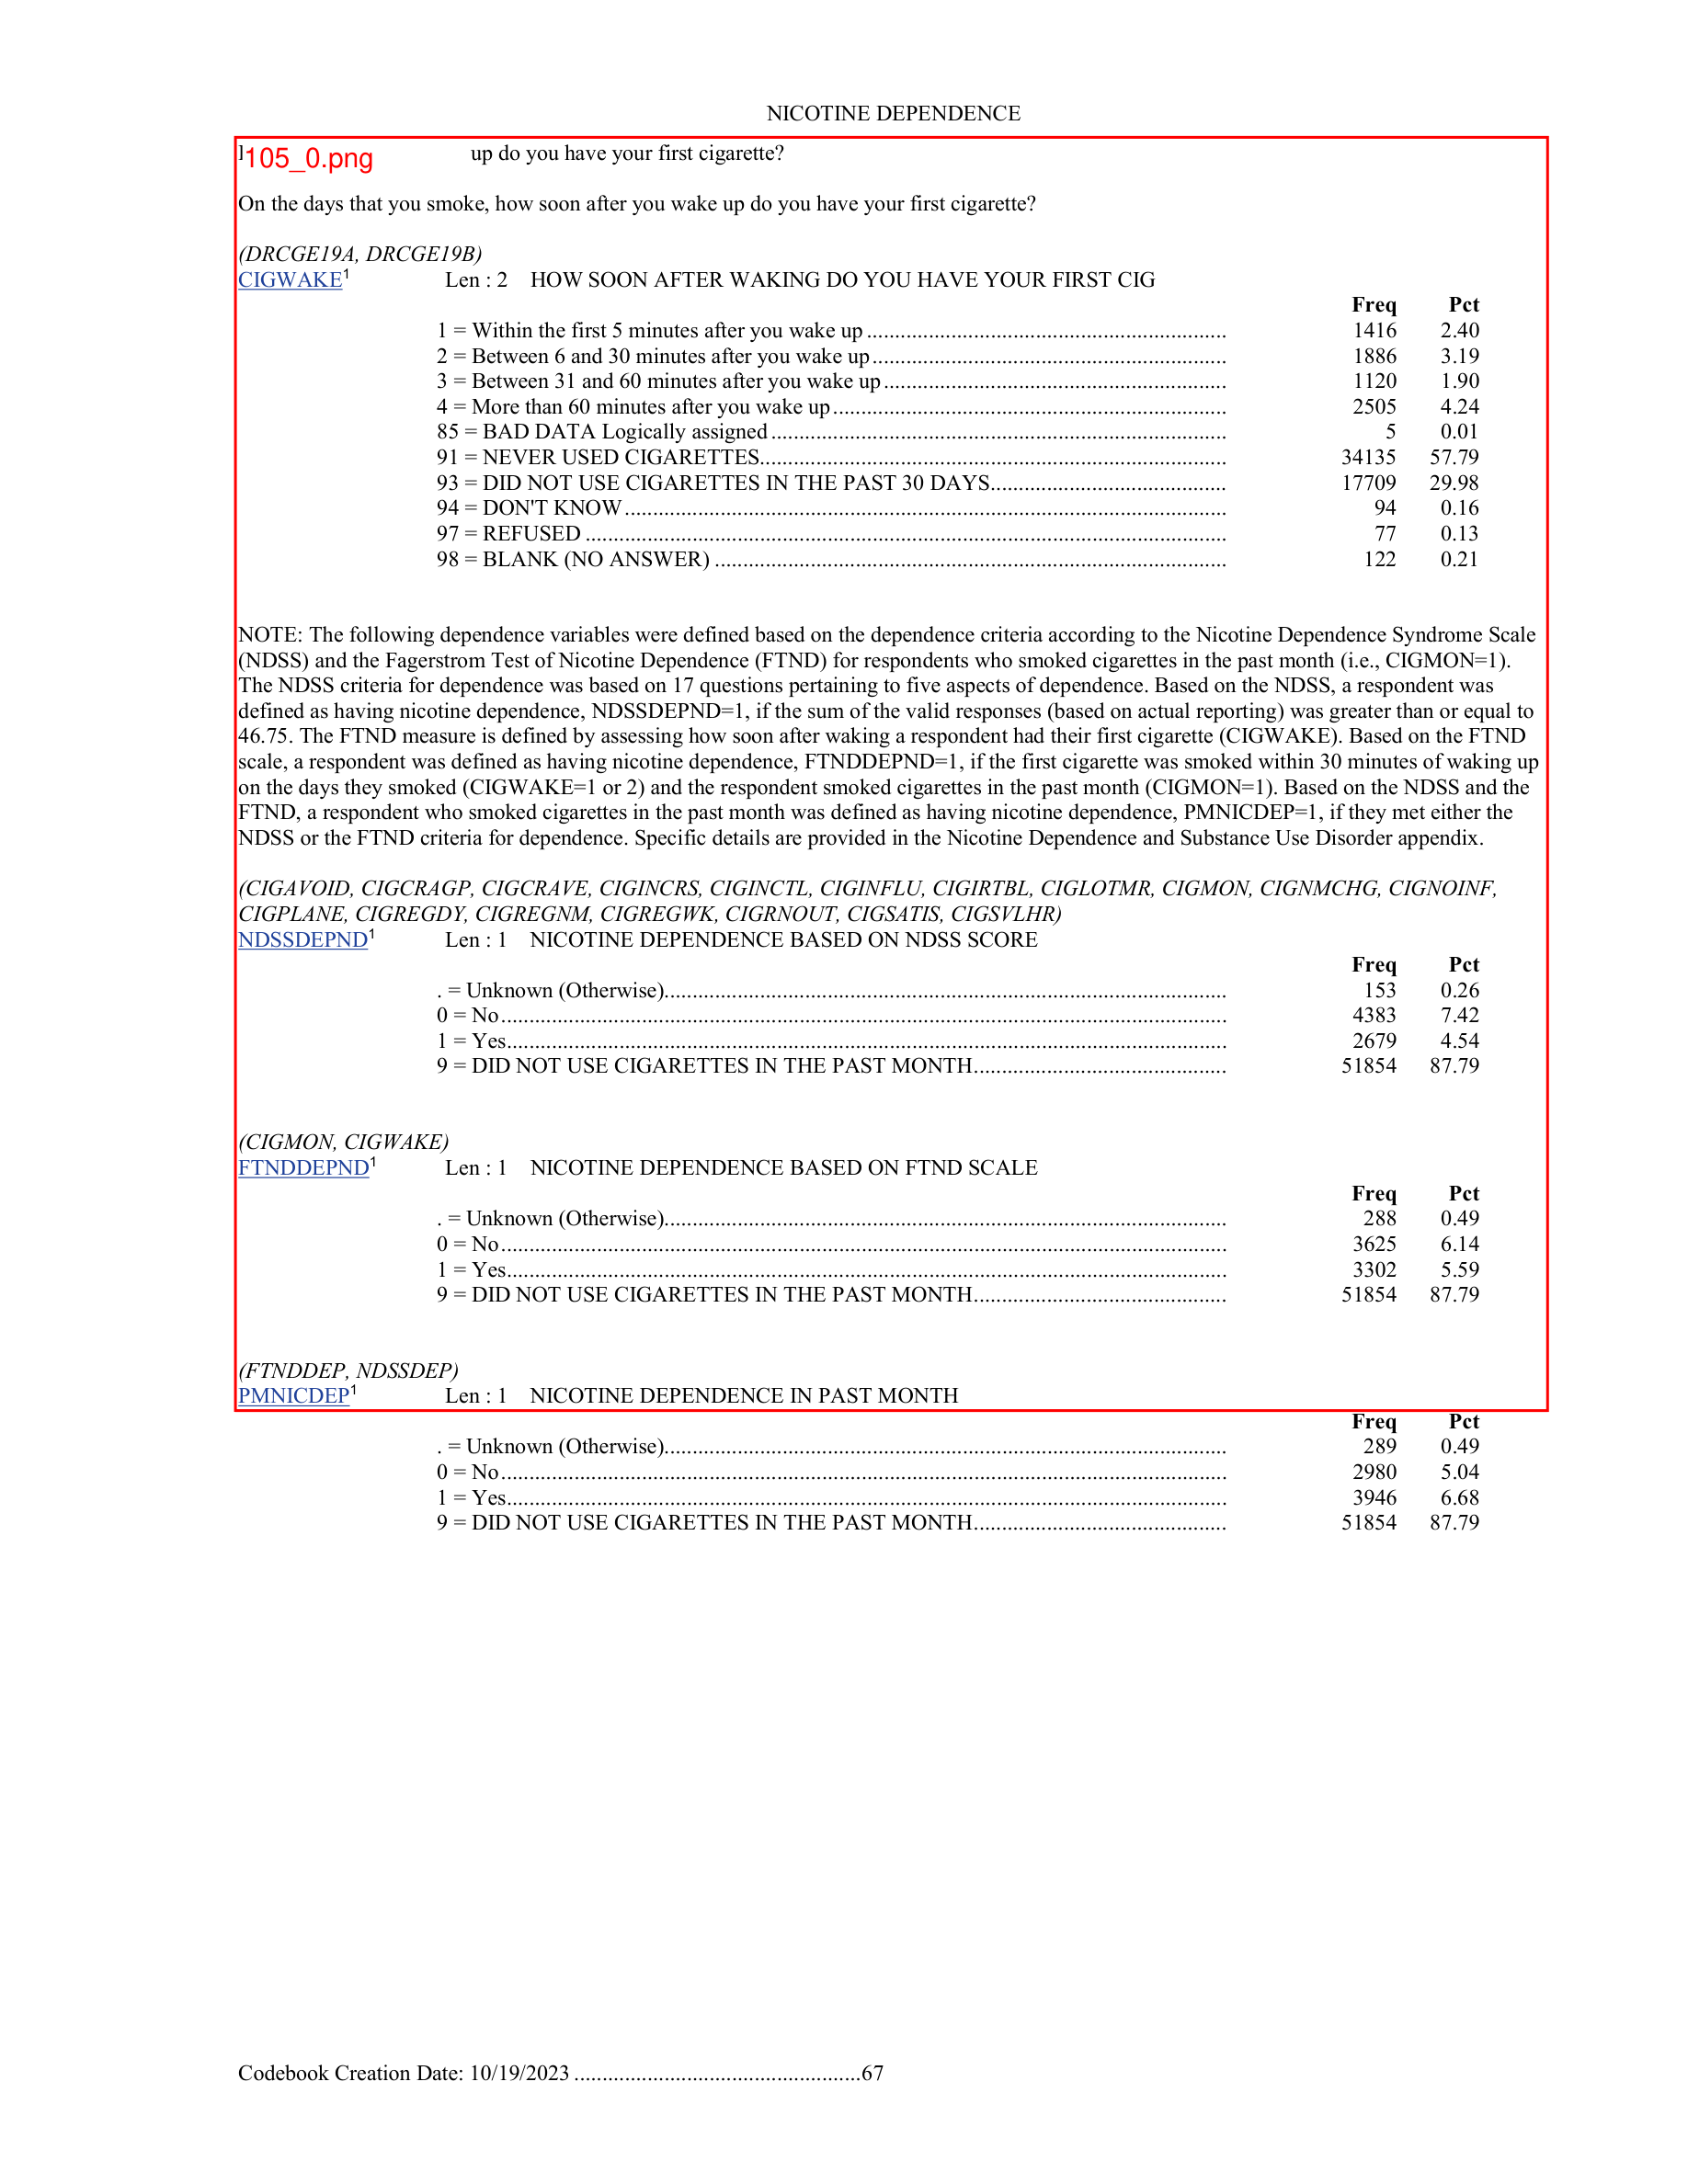 NICOTINE DEPENDENCE
105_0.png up do you have your first cigarette?
On the days that you smoke, how soon after you wake up do you have your first cigarette?
(DRCGE19A, DRCGE19B)
CIGWAKE1 Len : 2 HOW SOON AFTER WAKING DO YOU HAVE YOUR FIRST CIG
Freq Pct
1 = Within the first 5 minutes after you wake up ................................................................ 1416 2.40
2 = Between 6 and 30 minutes after you wake up ............................................................... 1886 3.19
3 = Between 31 and 60 minutes after you wake up ............................................................. 1120 1.90
4 = More than 60 minutes after you wake up ...................................................................... 2505 4.24
85 = BAD DATA Logically assigned ................................................................................. 5 0.01
91 = NEVER USED CIGARETTES................................................................................... 34135 57.79
93 = DID NOT USE CIGARETTES IN THE PAST 30 DAYS.......................................... 17709 29.98
94 = DON'T KNOW ........................................................................................................... 94 0.16
97 = REFUSED .................................................................................................................. 77 0.13
98 = BLANK (NO ANSWER) ........................................................................................... 122 0.21
NOTE: The following dependence variables were defined based on the dependence criteria according to the Nicotine Dependence Syndrome Scale
(NDSS) and the Fagerstrom Test of Nicotine Dependence (FTND) for respondents who smoked cigarettes in the past month (i.e., CIGMON=1).
The NDSS criteria for dependence was based on 17 questions pertaining to five aspects of dependence. Based on the NDSS, a respondent was
defined as having nicotine dependence, NDSSDEPND=1, if the sum of the valid responses (based on actual reporting) was greater than or equal to
46.75. The FTND measure is defined by assessing how soon after waking a respondent had their first cigarette (CIGWAKE). Based on the FTND
scale, a respondent was defined as having nicotine dependence, FTNDDEPND=1, if the first cigarette was smoked within 30 minutes of waking up
on the days they smoked (CIGWAKE=1 or 2) and the respondent smoked cigarettes in the past month (CIGMON=1). Based on the NDSS and the
FTND, a respondent who smoked cigarettes in the past month was defined as having nicotine dependence, PMNICDEP=1, if they met either the
NDSS or the FTND criteria for dependence. Specific details are provided in the Nicotine Dependence and Substance Use Disorder appendix.
(CIGAVOID, CIGCRAGP, CIGCRAVE, CIGINCRS, CIGINCTL, CIGINFLU, CIGIRTBL, CIGLOTMR, CIGMON, CIGNMCHG, CIGNOINF,
CIGPLANE, CIGREGDY, CIGREGNM, CIGREGWK, CIGRNOUT, CIGSATIS, CIGSVLHR)
NDSSDEPND1 Len : 1 NICOTINE DEPENDENCE BASED ON NDSS SCORE
Freq Pct
. = Unknown (Otherwise).................................................................................................... 153 0.26
0 = No................................................................................................................................. 4383 7.42
1 = Yes................................................................................................................................ 2679 4.54
9 = DID NOT USE CIGARETTES IN THE PAST MONTH............................................. 51854 87.79
(CIGMON, CIGWAKE)
FTNDDEPND1 Len : 1 NICOTINE DEPENDENCE BASED ON FTND SCALE
Freq Pct
. = Unknown (Otherwise).................................................................................................... 288 0.49
0 = No................................................................................................................................. 3625 6.14
1 = Yes................................................................................................................................ 3302 5.59
9 = DID NOT USE CIGARETTES IN THE PAST MONTH............................................. 51854 87.79
(FTNDDEP, NDSSDEP)
PMNICDEP1 Len : 1 NICOTINE DEPENDENCE IN PAST MONTH
Freq Pct
. = Unknown (Otherwise).................................................................................................... 289 0.49
0 = No................................................................................................................................. 2980 5.04
1 = Yes................................................................................................................................ 3946 6.68
9 = DID NOT USE CIGARETTES IN THE PAST MONTH............................................. 51854 87.79
Codebook Creation Date: 10/19/2023 ...................................................67